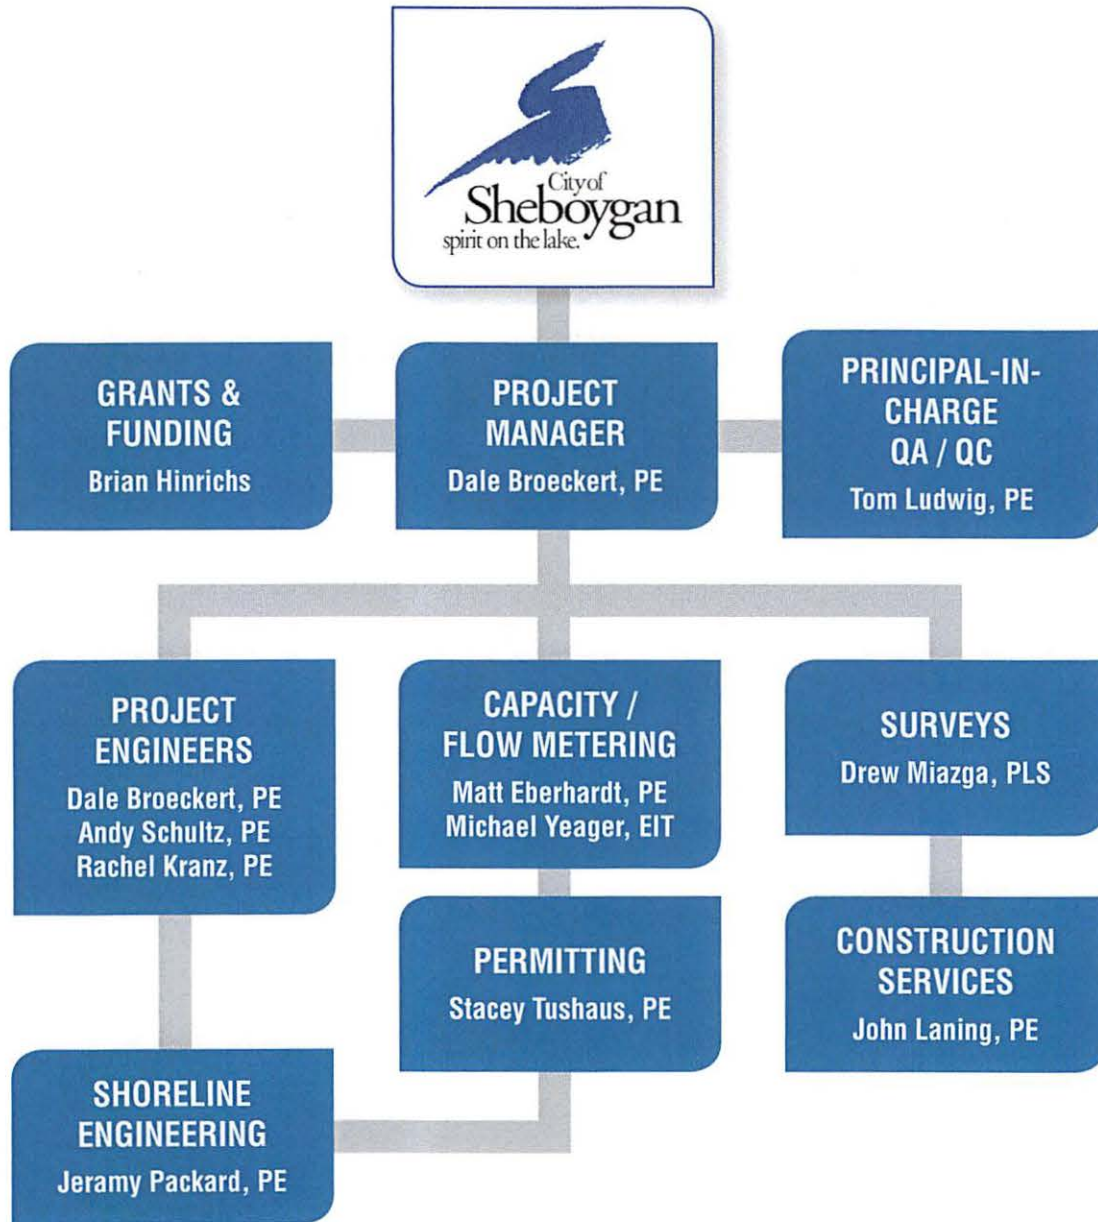 City of
Sheboygan
spirit on the lake.
GRANTS &
FUNDING
Brian Hinrichs
PROJECT
MANAGER
Dale Broeckert, PE
PRINCIPAL-IN-
CHARGE
QA / QC
Tom Ludwig, PE
PROJECT
ENGINEERS
Dale Broeckert, PE
Andy Schultz, PE
Rachel Kranz, PE
CAPACITY /
FLOW METERING
Matt Eberhardt, PE
Michael Yeager, EIT
SURVEYS
Drew Miazga, PLS
PERMITTING
Stacey Tushaus, PE
CONSTRUCTION
SERVICES
John Laning, PE
SHORELINE
ENGINEERING
Jeramy Packard, PE